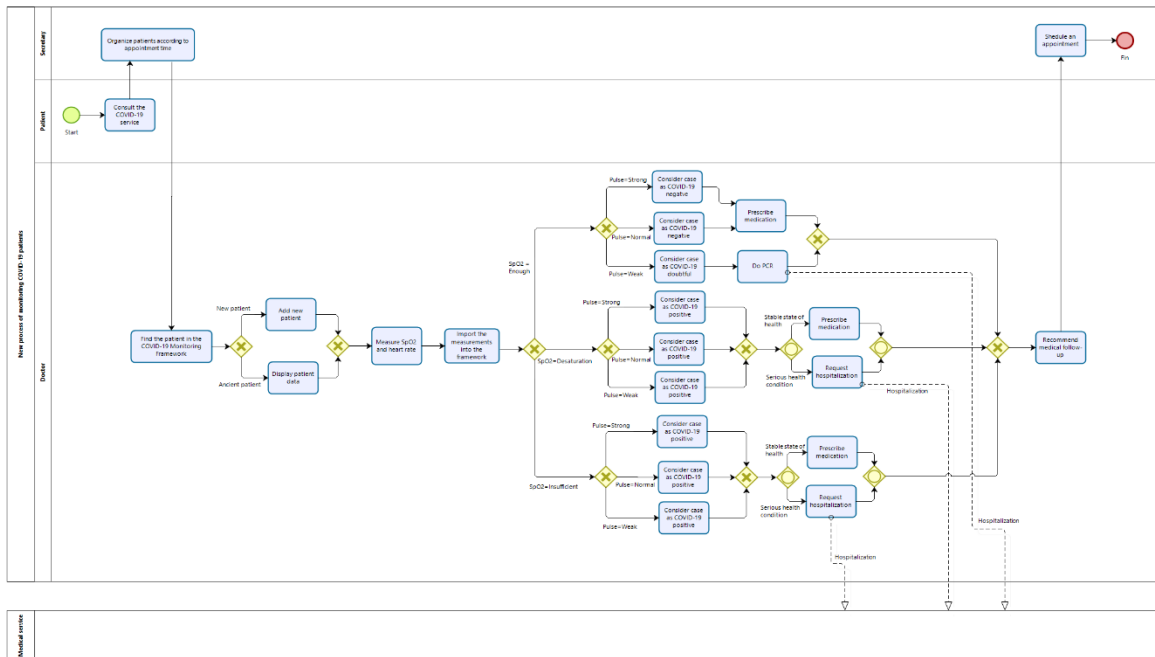 New process of monitoring COVID-19 patients
Secretary
Organize patients according to
appointment time
Shedule an
appointment
Fin
Patient
Start
Consult the
COVID-19
service
Doctor
Find the patient in the
COVID-19 Monitoring
framework
New patient
Add new
patient
Ancient patient
Display patient
data
Measure SpO2
and heart rate
Import the
measurements
into the
framework
SpO2 =
Enough
Pulse=Strong
Consider case
as COVID-19
negative
Pulse=Normal
Consider case
as COVID-19
negative
Prescribe
medication
Pulse=Weak
Consider case
as COVID-19
doubtful
Do PCR
SpO2=Desaturation
Pulse=Strong
Consider case
as COVID-19
positive
Pulse=Normal
Consider case
as COVID-19
positive
Pulse=Weak
Consider case
as COVID-19
positive
Stable state of
health
Prescribe
medication
Serious health
condition
Request
hospitalization
Hospitalization
Recommend
medical follow-
up
SpO2=Insufficient
Pulse=Strong
Consider case
as COVID-19
positive
Pulse=Normal
Consider case
as COVID-19
positive
Pulse=Weak
Consider case
as COVID-19
positive
Stable state of
health
Prescribe
medication
Serious health
condition
Request
hospitalization
Hospitalization
Hospitalization
Medical service